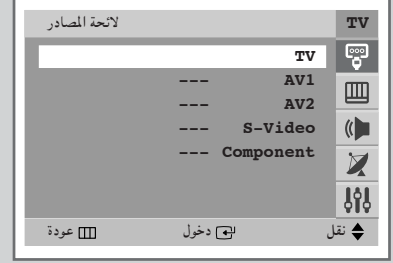 TV لائحة المصادر
TV
AV1 ---
AV2 ---
S-Video ---
Component ---
نقل دخول عودة